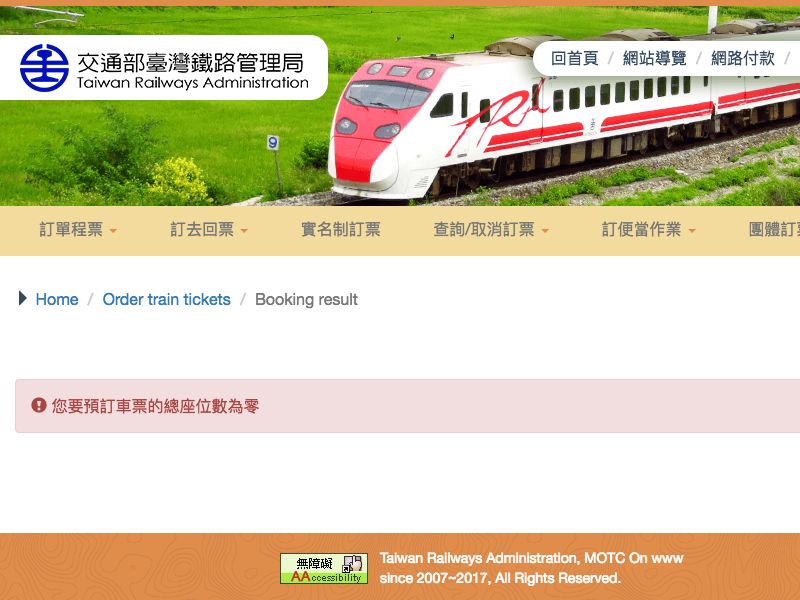 交通部臺灣鐵路管理局
Taiwan Railways Administration
回首頁 / 網站導覽 / 網路付款 /
TRA
9
訂單程票
訂去回票
實名制訂票
查詢/取消訂票
訂便當作業
團體訂票
Home / Order train tickets / Booking result
您要預訂車票的總座位數為零
無障礙
AAccessibility
Taiwan Railways Administration, MOTC On www
since 2007~2017, All Rights Reserved.